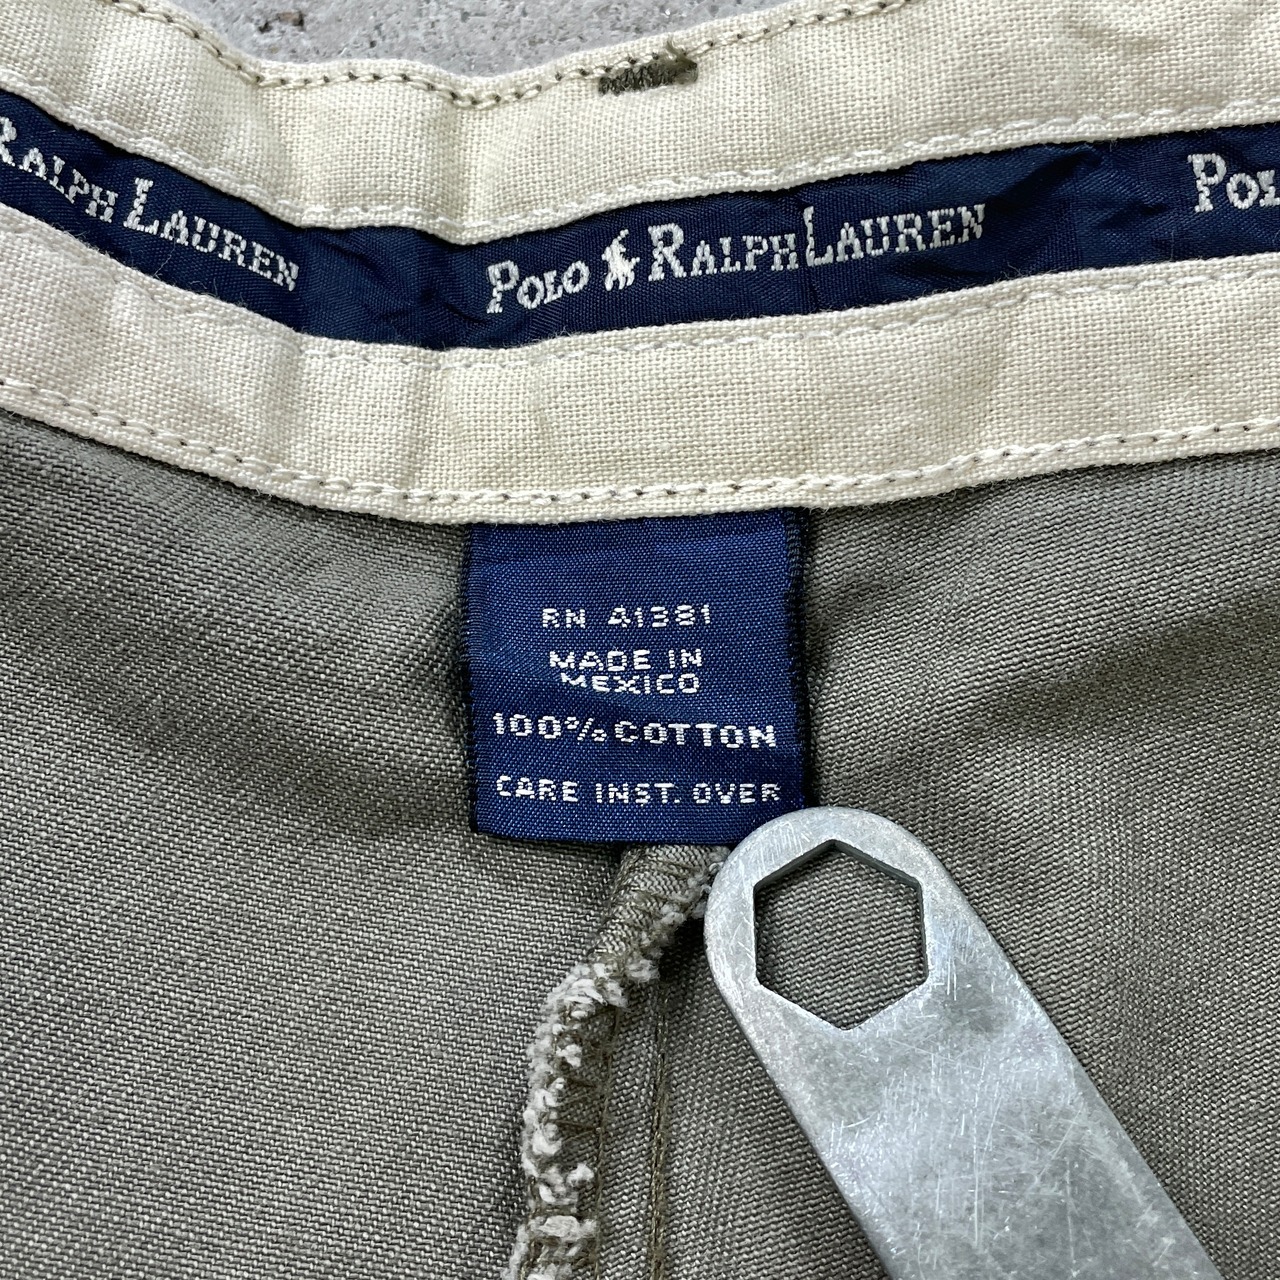 RALPH LAUREN
POLO RALPH LAUREN
POL
RN 41381
MADE IN
MEXICO
100% COTTON
CARE INST. OVER